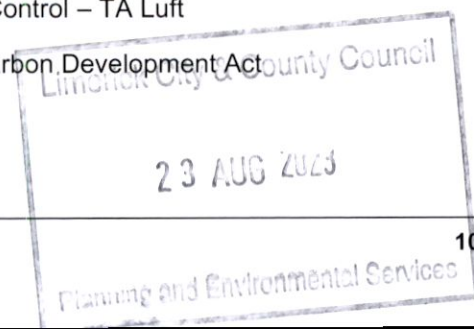 Control – TA Luft
rbon Development Act
Limerick City & County Council
23 AUG 2023
10
Planning and Environmental Services